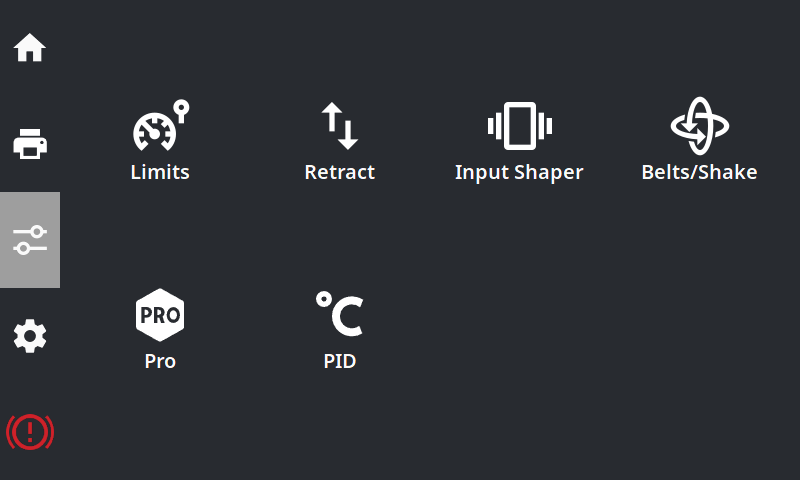 Limits
Retract
Input Shaper
Belts/Shake
PRO
Pro
°C
PID